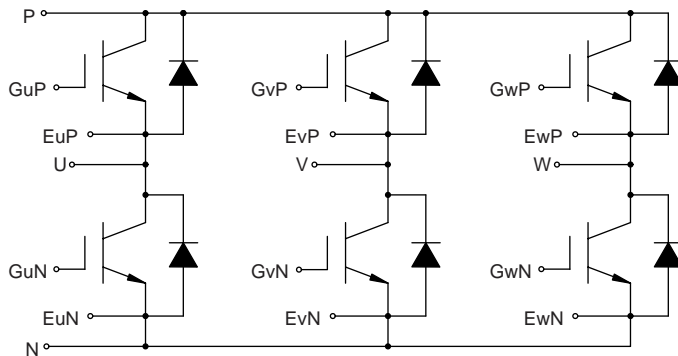 P
GuP GvP GwP
EuP EvP EwP
U V W
GuN GvN GwN
EuN EvN EwN
N